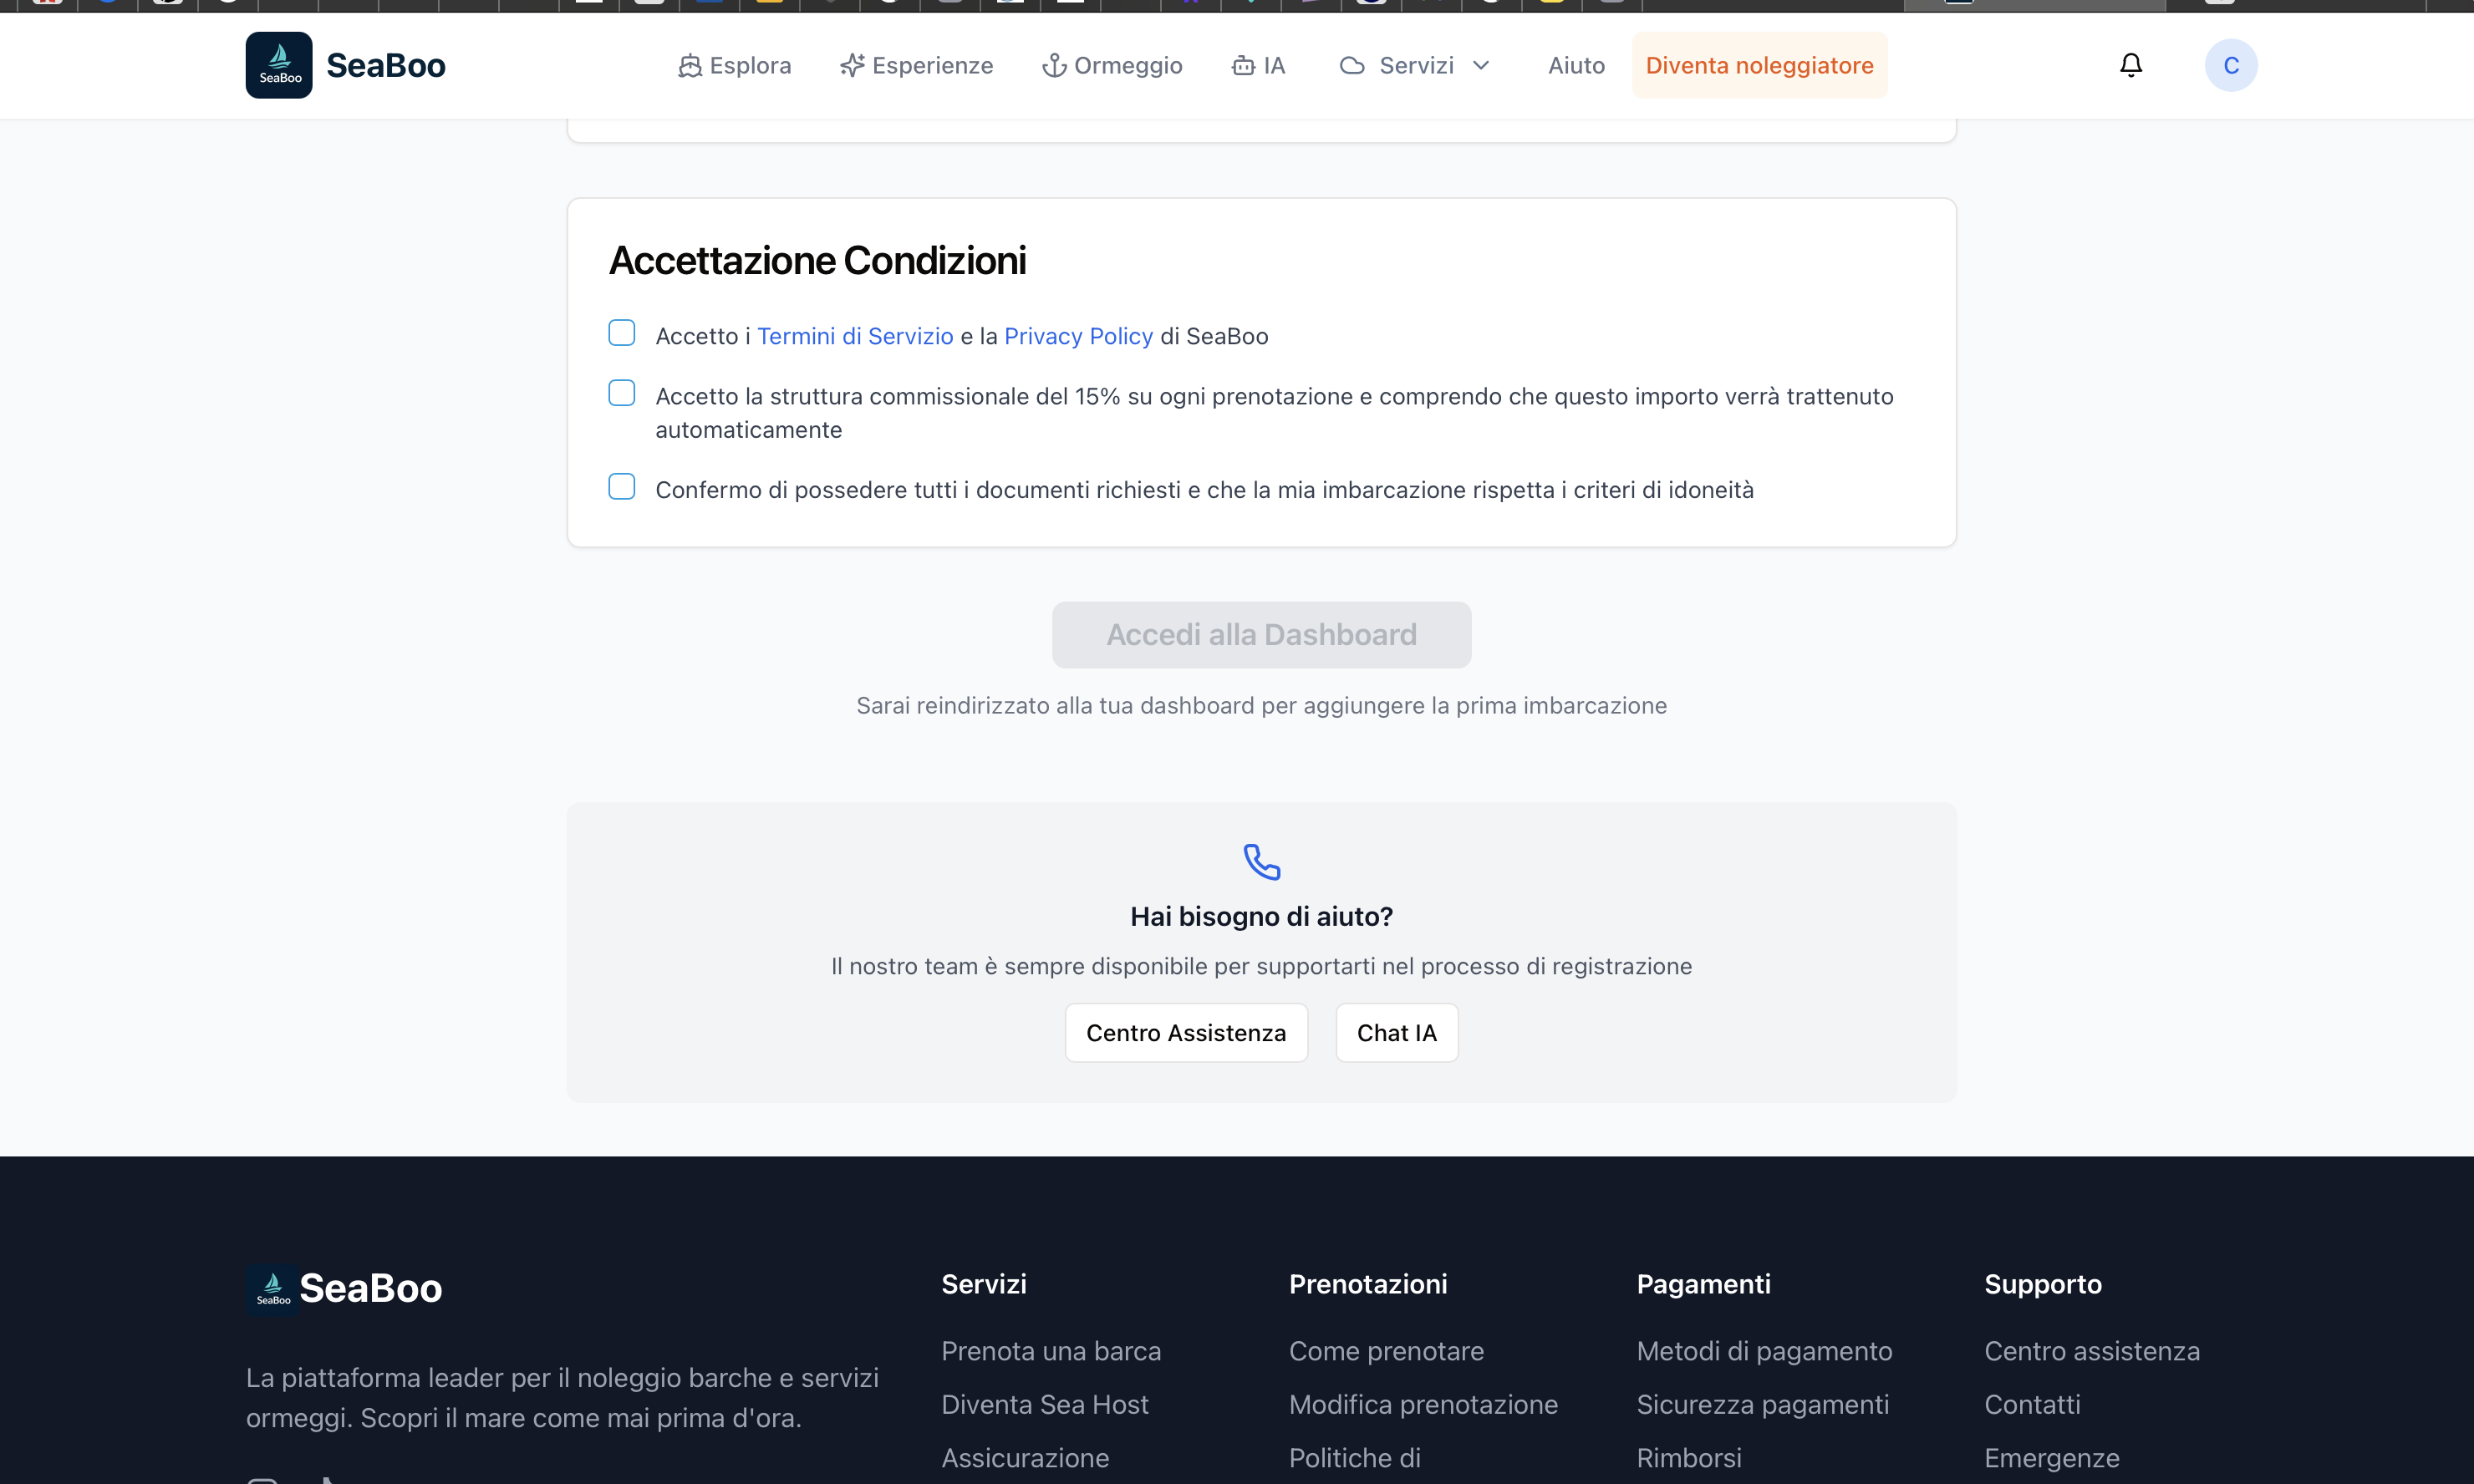 SeaBoo
SeaBoo
Esplora
Esperienze
Ormeggio
IA
Servizi
Aiuto
Diventa noleggiatore
C
Accettazione Condizioni
Accetto i Termini di Servizio e la Privacy Policy di SeaBoo
Accetto la struttura commissionale del 15% su ogni prenotazione e comprendo che questo importo verrà trattenuto
automaticamente
Confermo di possedere tutti i documenti richiesti e che la mia imbarcazione rispetta i criteri di idoneità
Accedi alla Dashboard
Sarai reindirizzato alla tua dashboard per aggiungere la prima imbarcazione
Hai bisogno di aiuto?
Il nostro team è sempre disponibile per supportarti nel processo di registrazione
Centro Assistenza
Chat IA
SeaBoo
SeaBoo
La piattaforma leader per il noleggio barche e servizi
ormeggi. Scopri il mare come mai prima d'ora.
Servizi
Prenota una barca
Diventa Sea Host
Assicurazione
Prenotazioni
Come prenotare
Modifica prenotazione
Politiche di
Pagamenti
Metodi di pagamento
Sicurezza pagamenti
Rimborsi
Supporto
Centro assistenza
Contatti
Emergenze